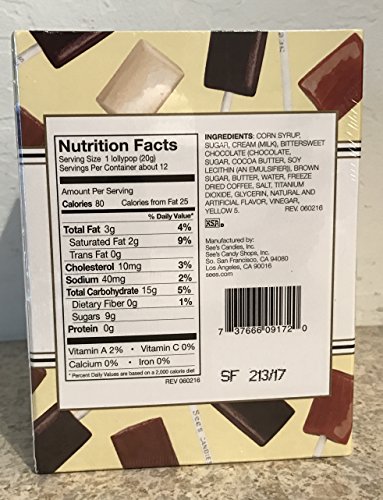 Nutrition Facts
Serving Size 1 lollypop (20g)
Servings Per Container about 12
Amount Per Serving
Calories 80 Calories from Fat 25
% Daily Value*
Total Fat 3g 4%
Saturated Fat 2g 9%
Trans Fat 0g
Cholesterol 10mg 3%
Sodium 40mg 2%
Total Carbohydrate 15g 5%
Dietary Fiber 0g 1%
Sugars 9g
Protein 0g
Vitamin A 2% • Vitamin C 0%
Calcium 0% • Iron 0%
* Percent Daily Values are based on a 2,000 calorie diet
REV 060216
INGREDIENTS: CORN SYRUP,
SUGAR, CREAM (MILK), BITTERSWEET
CHOCOLATE (CHOCOLATE,
SUGAR, COCOA BUTTER, SOY
LECITHIN (AN EMULSIFIER)), BROWN
SUGAR, BUTTER, WATER, FREEZE
DRIED COFFEE, SALT, TITANIUM
DIOXIDE, GLYCERIN, NATURAL AND
ARTIFICIAL FLAVOR, VINEGAR,
YELLOW 5.
REV. 060216
Manufactured by:
See's Candies, Inc.
See's Candy Shops, Inc.
So. San Francisco, CA 94080
Los Angeles, CA 90016
sees.com
7 37666 09172 0
SF 213/17
SEE'S CANDIES